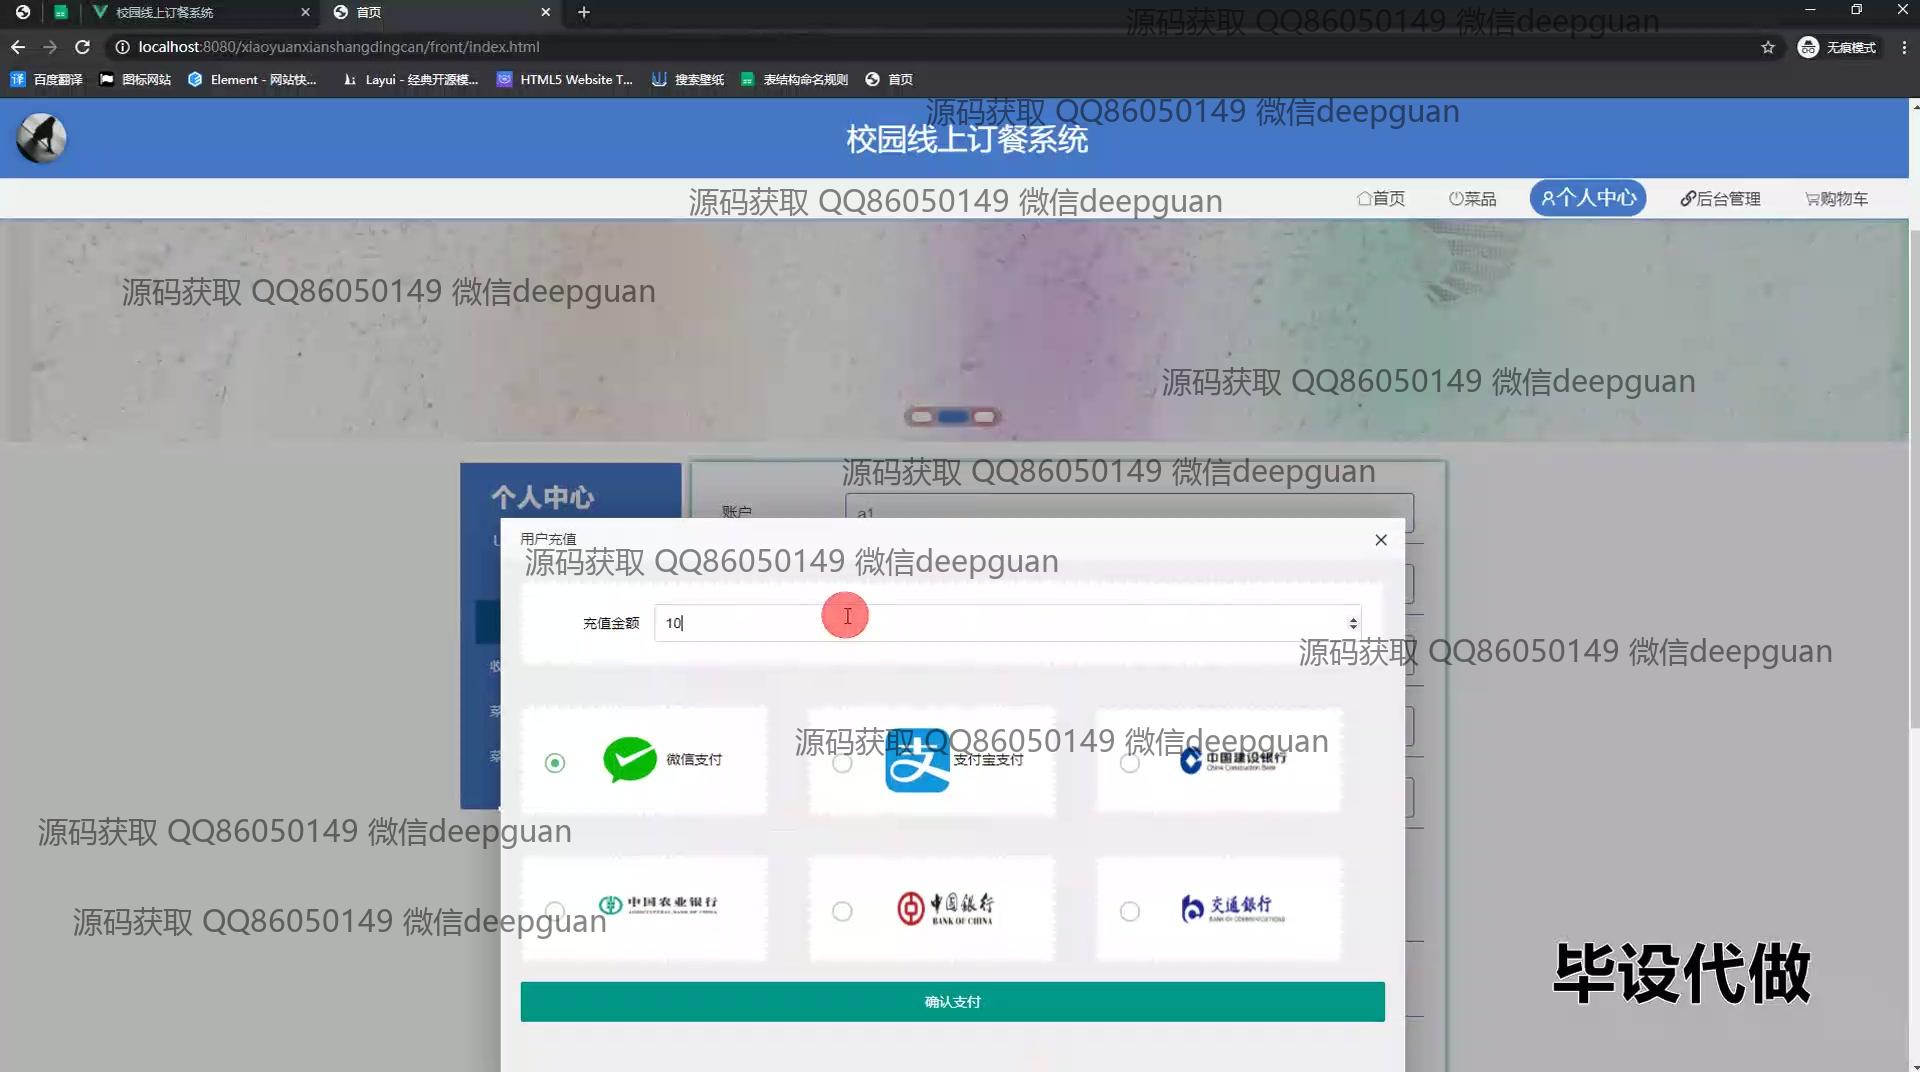 校园线上订餐系统
首页
源码获取 QQ86050149 微信deepguan
localhost:8080/xiaoyuanxianshangdingcan/front/index.html
无痕模式
百度翻译
图标网站
Element - 网站快...
Layui - 经典开源模...
HTML5 Website T...
搜索壁纸
表结构命名规则
首页
源码获取 QQ86050149 微信deepguan
校园线上订餐系统
源码获取 QQ86050149 微信deepguan
首页
菜品
个人中心
后台管理
购物车
源码获取 QQ86050149 微信deepguan
源码获取 QQ86050149 微信deepguan
源码获取 QQ86050149 微信deepguan
个人中心
账户
a1
用户充值
源码获取 QQ86050149 微信deepguan
充值金额
10
源码获取 QQ86050149 微信deepguan
收
菜
菜
源码获取 QQ86050149 微信deepguan
微信支付
支
支付宝支付
中国建设银行
China Construction Bank
源码获取 QQ86050149 微信deepguan
中国农业银行
AGRICULTURAL BANK OF CHINA
中国银行
BANK OF CHINA
交通银行
BANK OF COMMUNICATIONS
源码获取 QQ86050149 微信deepguan
毕设代做
确认支付